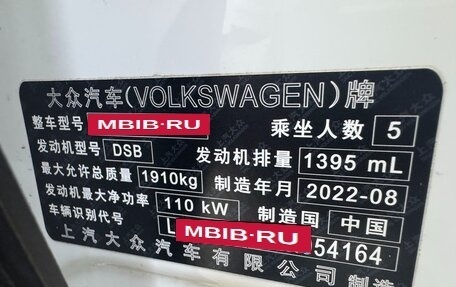 大众汽车(VOLKSWAGEN)牌
整车型号 MBIB-RU 乘坐人数 5
发动机型号 DSB 发动机排量 1395 mL
最大允许总质量 1910kg 制造年月 2022-08
发动机最大净功率 110 kW 制造国 中国
车辆识别代号 L MBIB-RU 54164
上汽大众汽车有限公司制造